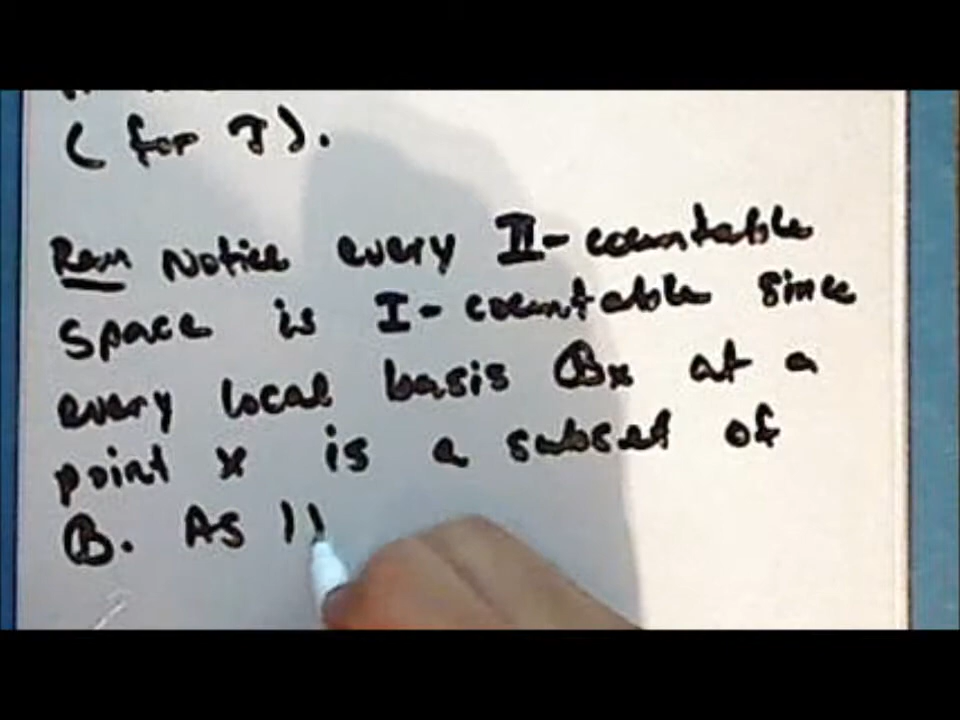 (for J).
Rem Notice every II-countable
space is I-countable since
every local basis Bx at a
point x is a subset of
B. As